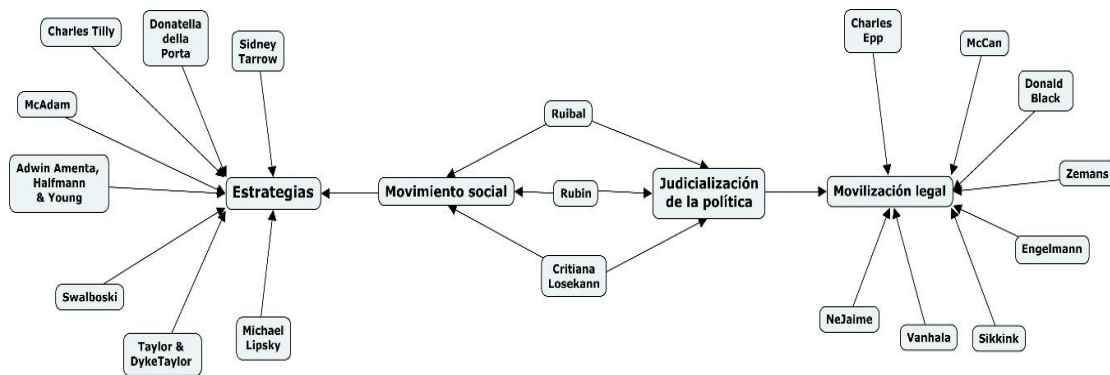 Charles Tilly
Donatella
della
Porta
Sidney
Tarrow
Charles
Epp
McCan
Donald
Black
McAdam
Ruibal
Adwin Amenta,
Halfmann
& Young
Estrategias
Movimiento social
Rubin
Judicialización
de la política
Movilización legal
Zemans
Engelmann
Critiana
Losekann
Swalboski
Taylor &
DykeTaylor
Michael
Lipsky
NeJaime
Vanhala
Sikkink